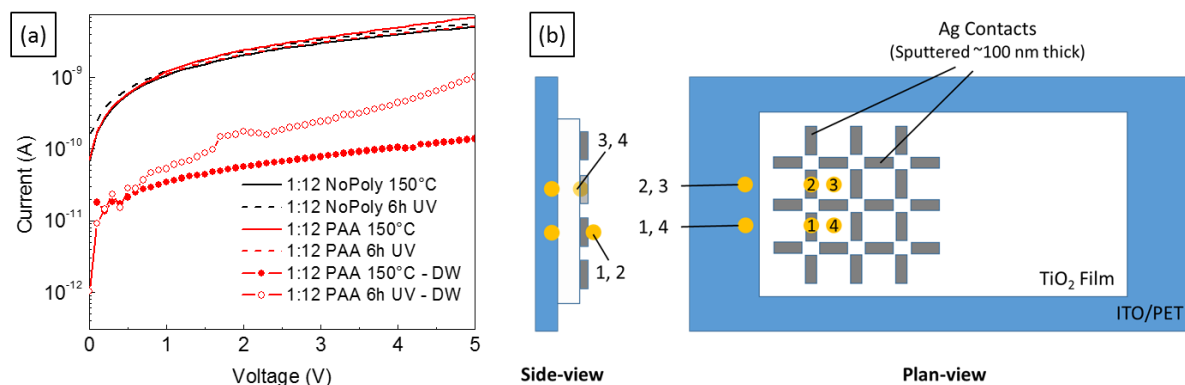 (a)
Current (A)
10⁻⁹
10⁻¹⁰
10⁻¹¹
10⁻¹²
1:12 NoPoly 150°C
1:12 NoPoly 6h UV
1:12 PAA 150°C
1:12 PAA 6h UV
1:12 PAA 150°C - DW
1:12 PAA 6h UV - DW
0 1 2 3 4 5
Voltage (V)
(b)
3, 4
1, 2
Side-view
Ag Contacts
(Sputtered ~100 nm thick)
2, 3
1, 4
2 3
1 4
TiO₂ Film
ITO/PET
Plan-view